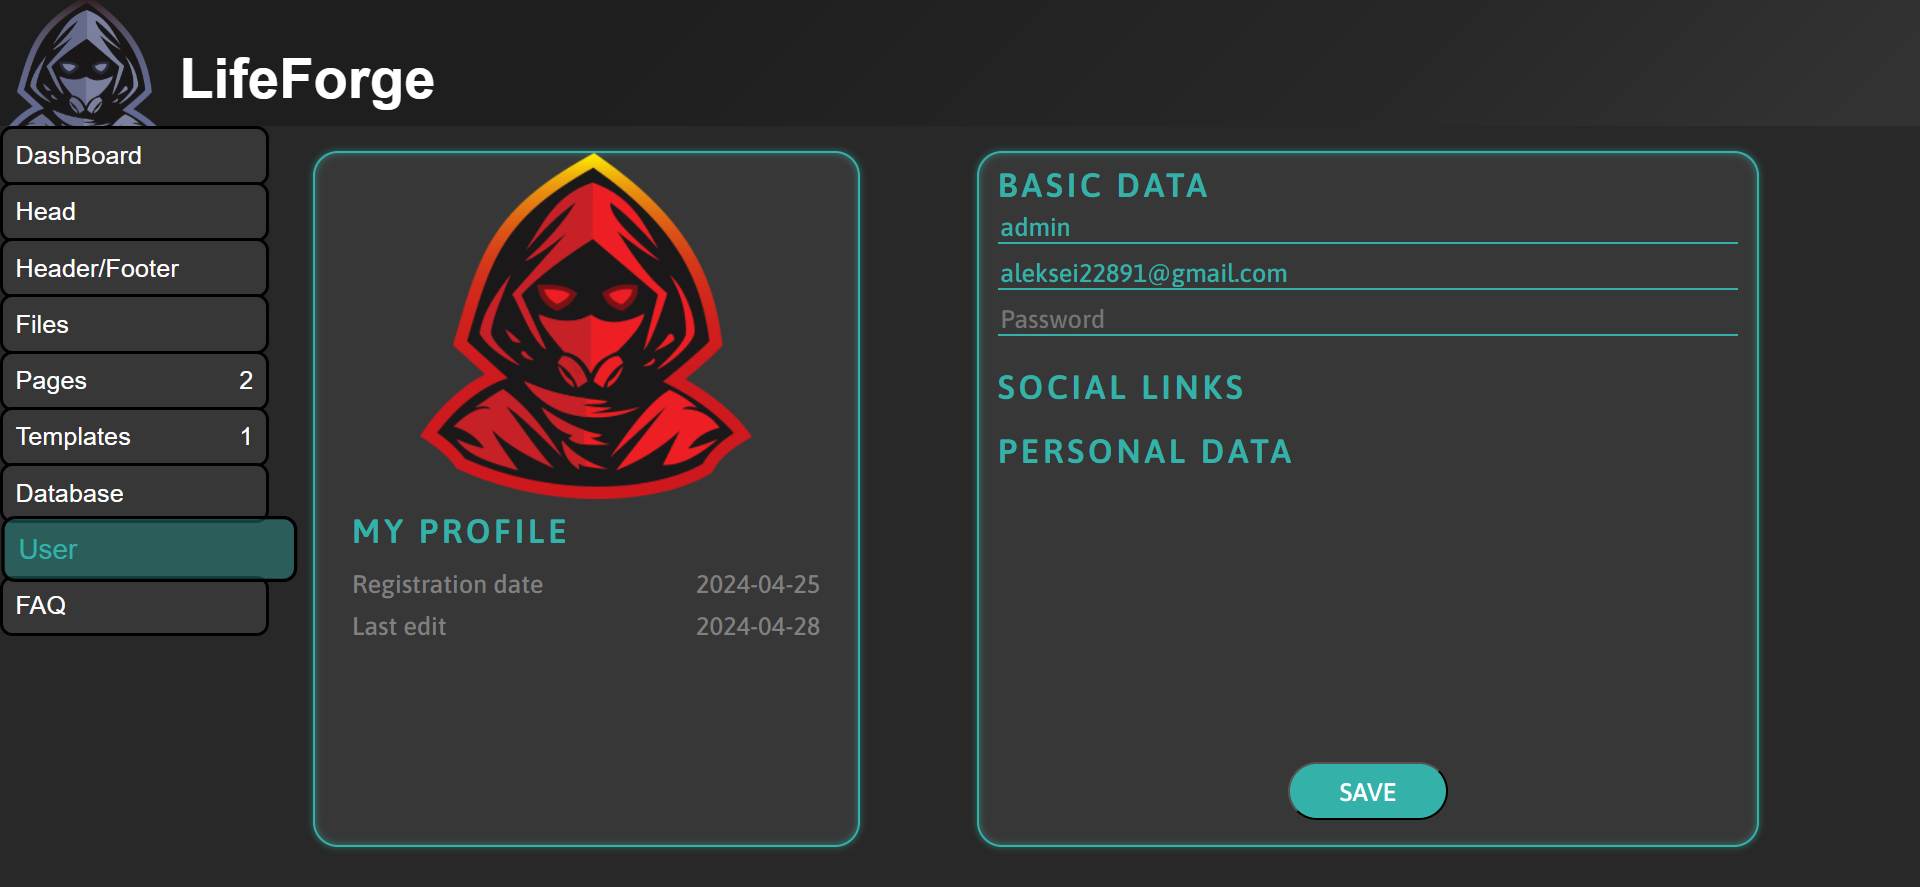 LifeForge
DashBoard
Head
Header/Footer
Files
Pages 2
Templates 1
Database
User
FAQ
MY PROFILE
Registration date 2024-04-25
Last edit 2024-04-28
BASIC DATA
admin
aleksei22891@gmail.com
Password
SOCIAL LINKS
PERSONAL DATA
SAVE